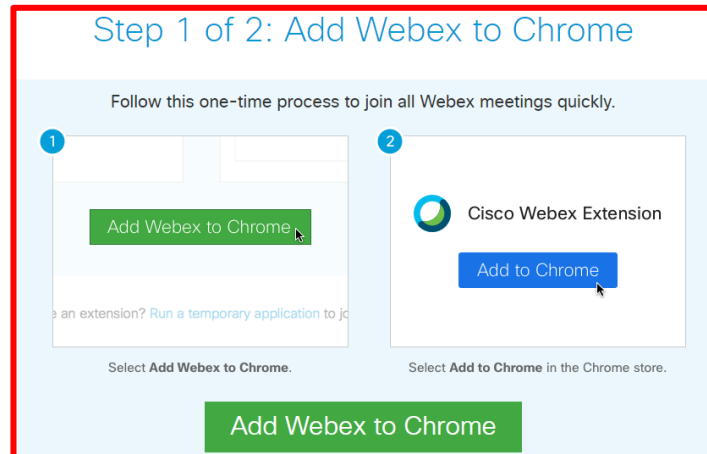 Step 1 of 2: Add Webex to Chrome
Follow this one-time process to join all Webex meetings quickly.
1
Add Webex to Chrome
an extension? Run a temporary application to
Select Add Webex to Chrome.
2
Cisco Webex Extension
Add to Chrome
Select Add to Chrome in the Chrome store.
Add Webex to Chrome